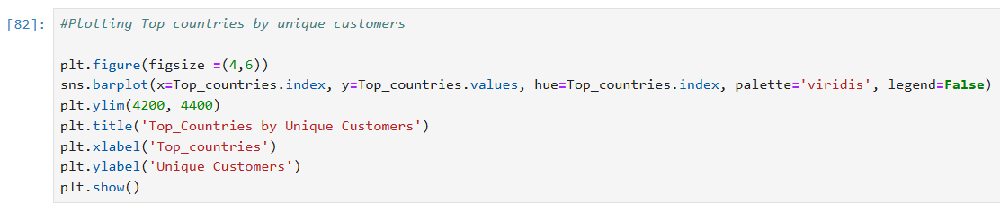 [82]: #Plotting Top countries by unique customers
plt.figure(figsize =(4,6))
sns.barplot(x=Top_countries.index, y=Top_countries.values, hue=Top_countries.index, palette='viridis', legend=False)
plt.ylim(4200, 4400)
plt.title('Top_Countries by Unique Customers')
plt.xlabel('Top_countries')
plt.ylabel('Unique Customers')
plt.show()